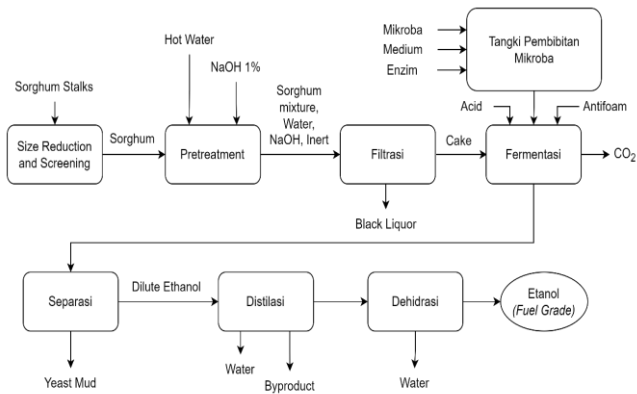 Mikroba
Medium
Enzim
Tangki Pembibitan
Mikroba
Hot Water
NaOH 1%
Sorghum Stalks
Sorghum
mixture,
Water,
NaOH, Inert
Acid
Antifoam
Size Reduction
and Screening
Sorghum
Pretreatment
Filtrasi
Cake
Fermentasi
CO2
Black Liquor
Separasi
Dilute Ethanol
Distilasi
Dehidrasi
Etanol
(Fuel Grade)
Yeast Mud
Water
Byproduct
Water